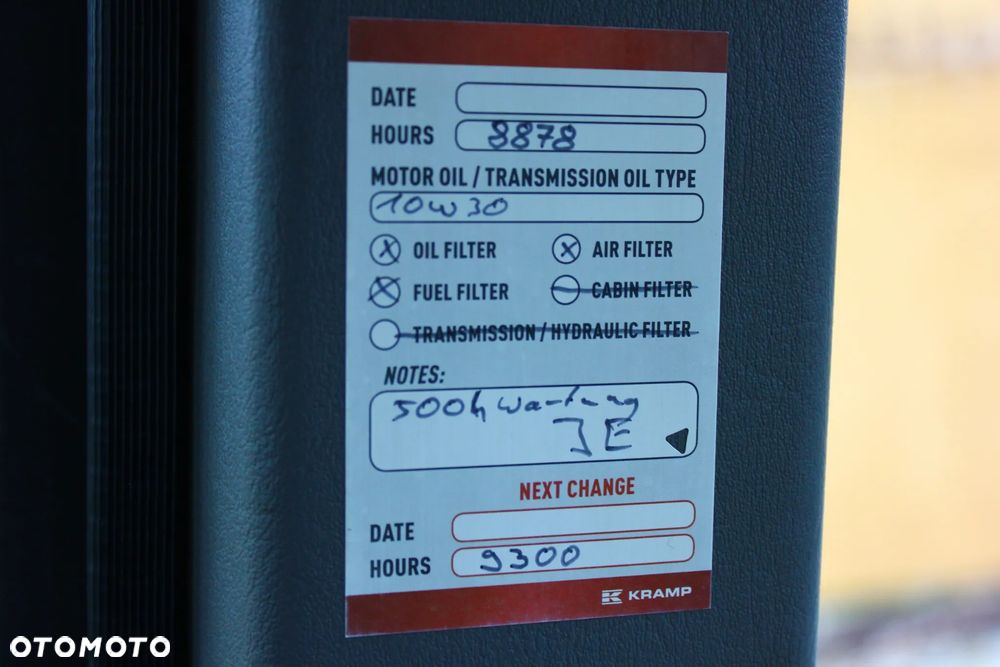 DATE
HOURS 8878
MOTOR OIL / TRANSMISSION OIL TYPE
10W30
OIL FILTER AIR FILTER
FUEL FILTER CABIN FILTER
TRANSMISSION / HYDRAULIC FILTER
NOTES:
500h Wartung
JE
NEXT CHANGE
DATE
HOURS 9300
KRAMP
OTOMOTO